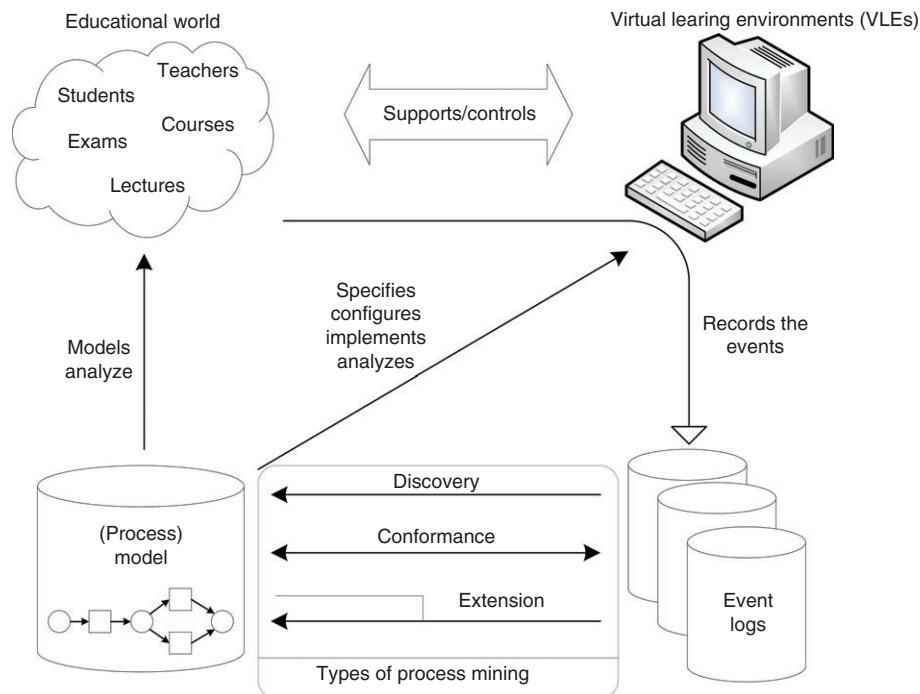 Educational world
Virtual learing environments (VLEs)
Teachers
Students
Courses
Exams
Lectures
Supports/controls
Specifies
configures
implements
analyzes
Records the
events
Models
analyze
Discovery
(Process)
model
Conformance
Extension
Event
logs
Types of process mining